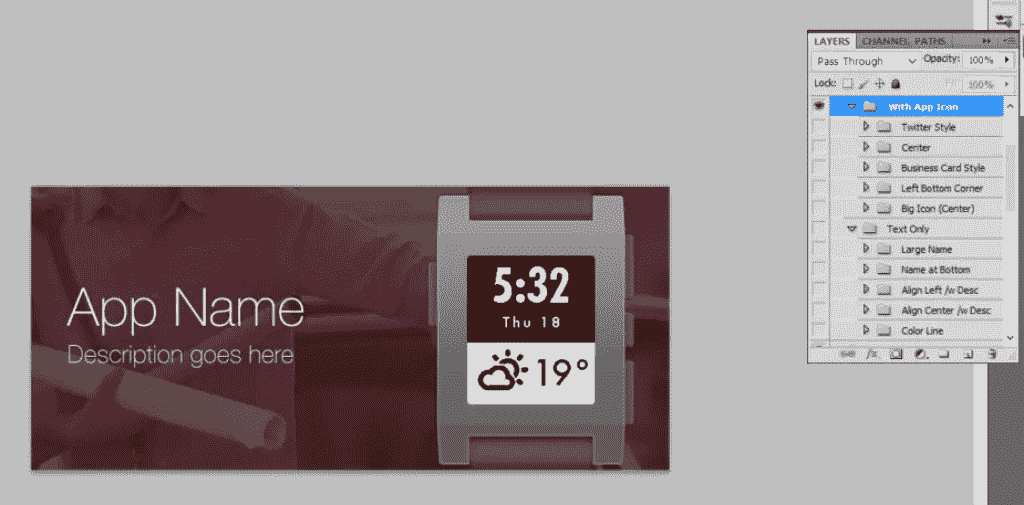 LAYERS CHANNEL PATHS
Pass Through Opacity: 100%
Lock: 100%
With App Icon
Twitter Style
Center
Business Card Style
Left Bottom Corner
Big Icon (Center)
Text Only
Large Name
Name at Bottom
Align Left /w Desc
Align Center /w Desc
Color Line
fx
App Name
Description goes here
5:32
Thu 18
19°